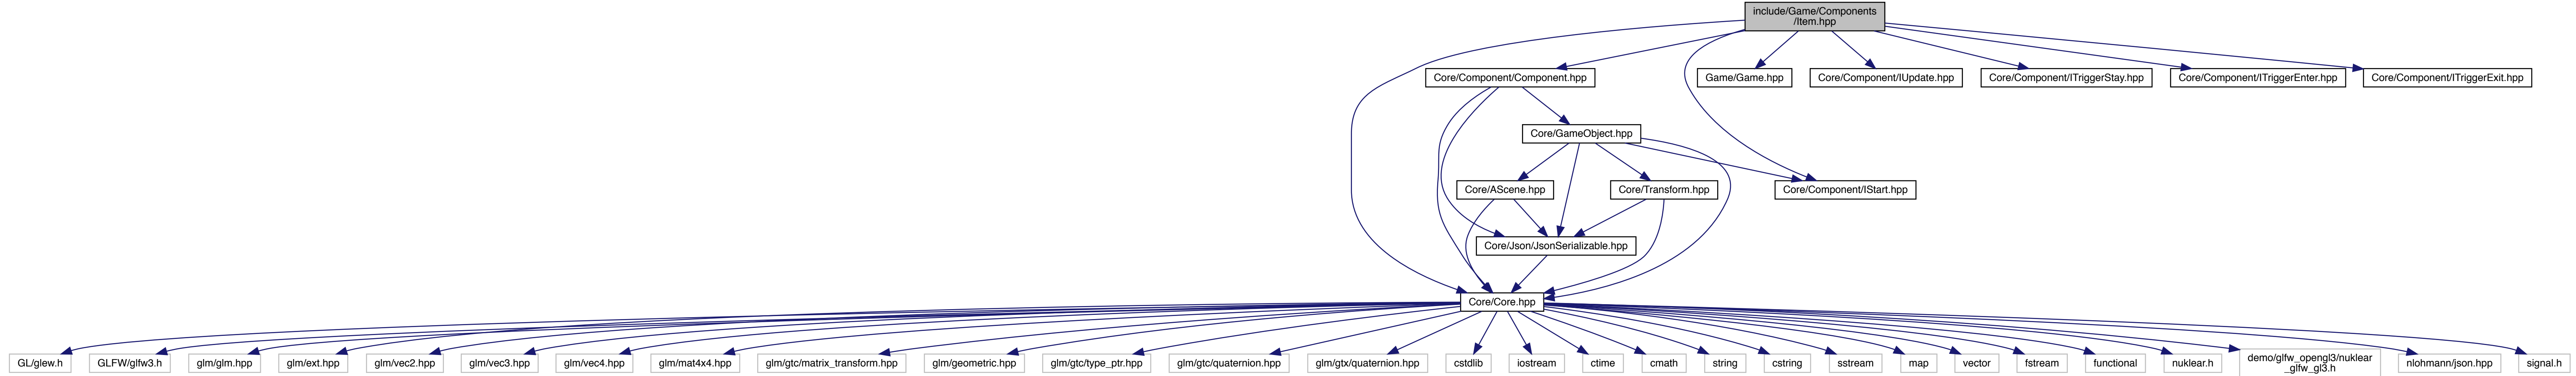 include/Game/Components
/Item.hpp
Core/Component/Component.hpp
Game/Game.hpp
Core/Component/IUpdate.hpp
Core/Component/ITriggerStay.hpp
Core/Component/ITriggerEnter.hpp
Core/Component/ITriggerExit.hpp
Core/GameObject.hpp
Core/AScene.hpp
Core/Transform.hpp
Core/Component/IStart.hpp
Core/Json/JsonSerializable.hpp
Core/Core.hpp
GL/glew.h
GLFW/glfw3.h
glm/glm.hpp
glm/ext.hpp
glm/vec2.hpp
glm/vec3.hpp
glm/vec4.hpp
glm/mat4x4.hpp
glm/gtc/matrix_transform.hpp
glm/geometric.hpp
glm/gtc/type_ptr.hpp
glm/gtc/quaternion.hpp
glm/gtx/quaternion.hpp
cstdlib
iostream
ctime
cmath
string
cstring
sstream
map
vector
fstream
functional
nuklear.h
demo/glfw_opengl3/nuklear
_glfw_gl3.h
nlohmann/json.hpp
signal.h